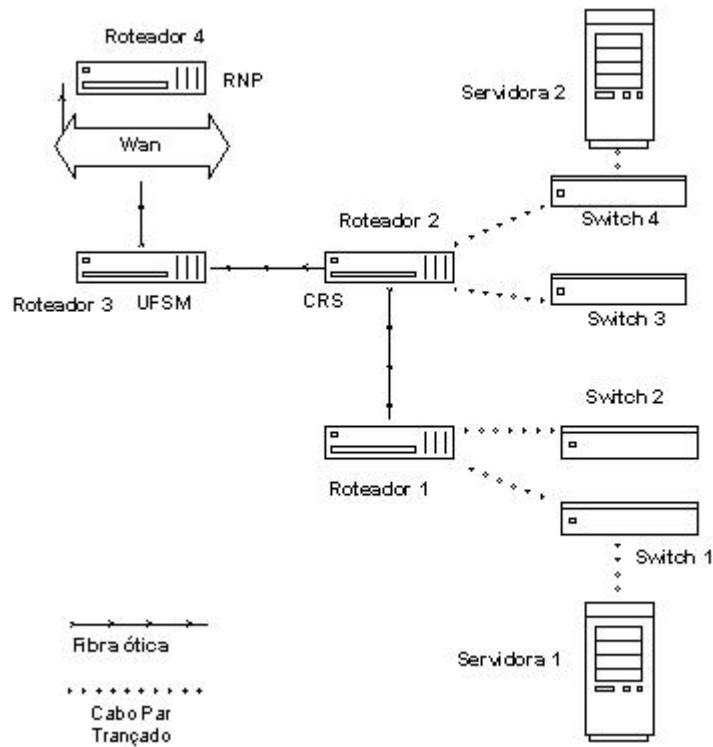 Roteador 4
RNP
Servidora 2
Wan
Roteador 2
Switch 4
Roteador 3
UFSM
CRS
Switch 3
Switch 2
Roteador 1
Switch 1
Fibra ótica
Servidora 1
Cabo Par
Trançado